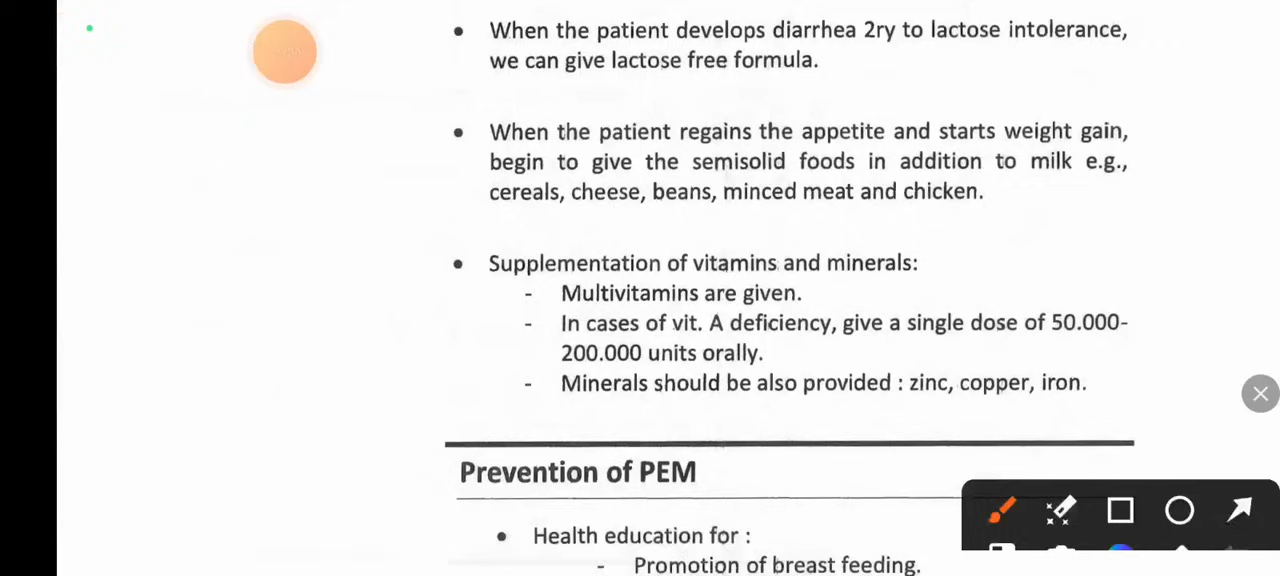 • When the patient develops diarrhea 2ry to lactose intolerance,
we can give lactose free formula.
• When the patient regains the appetite and starts weight gain,
begin to give the semisolid foods in addition to milk e.g.,
cereals, cheese, beans, minced meat and chicken.
• Supplementation of vitamins and minerals:
- Multivitamins are given.
- In cases of vit. A deficiency, give a single dose of 50.000-
200.000 units orally.
- Minerals should be also provided : zinc, copper, iron.
Prevention of PEM
• Health education for :
- Promotion of breast feeding.